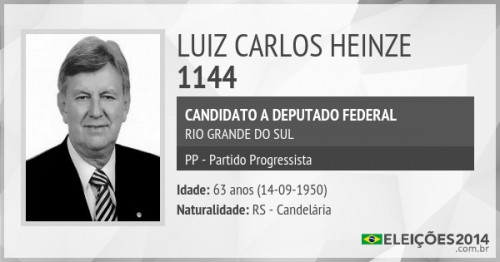 LUIZ CARLOS HEINZE
1144
CANDIDATO A DEPUTADO FEDERAL
RIO GRANDE DO SUL
PP - Partido Progressista
Idade: 63 anos (14-09-1950)
Naturalidade: RS - Candelária
ELEIÇÕES2014
.com.br